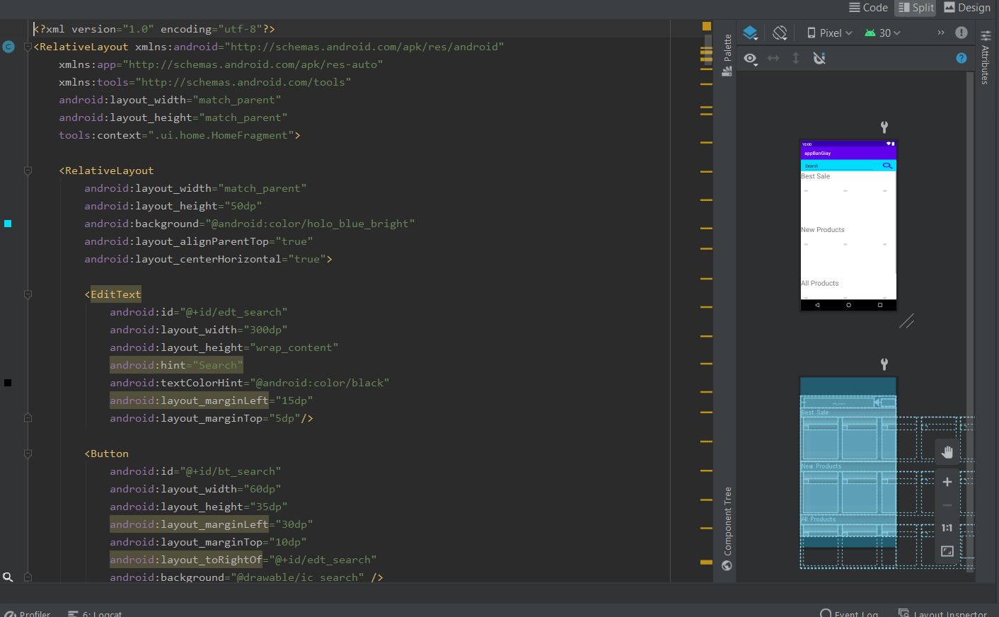 Code Split Design
<?xml version="1.0" encoding="utf-8"?>
<RelativeLayout xmlns:android="http://schemas.android.com/apk/res/android"
xmlns:app="http://schemas.android.com/apk/res-auto"
xmlns:tools="http://schemas.android.com/tools"
android:layout_width="match_parent"
android:layout_height="match_parent"
tools:context=".ui.home.HomeFragment">
<RelativeLayout
android:layout_width="match_parent"
android:layout_height="50dp"
android:background="@android:color/holo_blue_bright"
android:layout_alignParentTop="true"
android:layout_centerHorizontal="true">
<EditText
android:id="@+id/edt_search"
android:layout_width="300dp"
android:layout_height="wrap_content"
android:hint="Search"
android:textColorHint="@android:color/black"
android:layout_marginLeft="15dp"
android:layout_marginTop="5dp"/>
<Button
android:id="@+id/bt_search"
android:layout_width="60dp"
android:layout_height="35dp"
android:layout_marginLeft="30dp"
android:layout_marginTop="10dp"
android:layout_toRightOf="@+id/edt_search"
android:background="@drawable/ic_search" />
C
Palette
Component Tree
Pixel 30 »
?
Attributes
10:00
appBanGiay
Search
Best Sale
New Products
All Products
Best Sale
New Products
All Products
1:1
Profiler 6: Logcat Event Log Layout Inspector